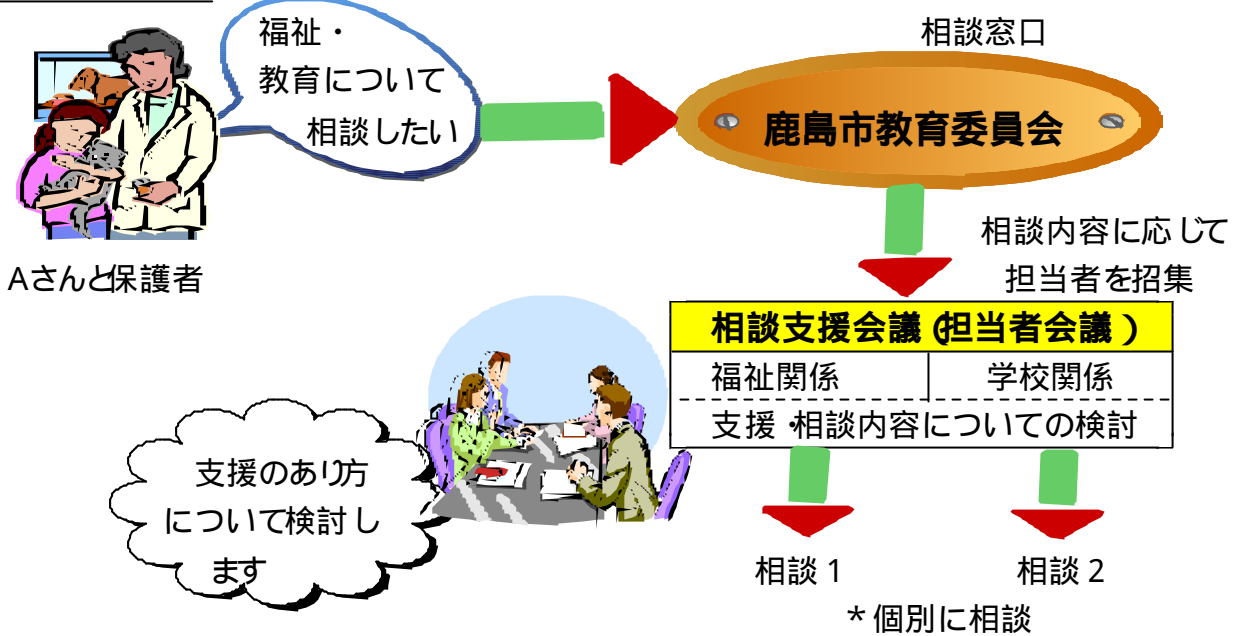 福祉・
教育について
相談したい
相談窓口
鹿島市教育委員会
Aさんと保護者
相談内容に応じて
担当者を招集
相談支援会議(担当者会議)
福祉関係 学校関係
支援・相談内容についての検討
支援のあり方
について検討し
ます
相談1 相談2
*個別に相談